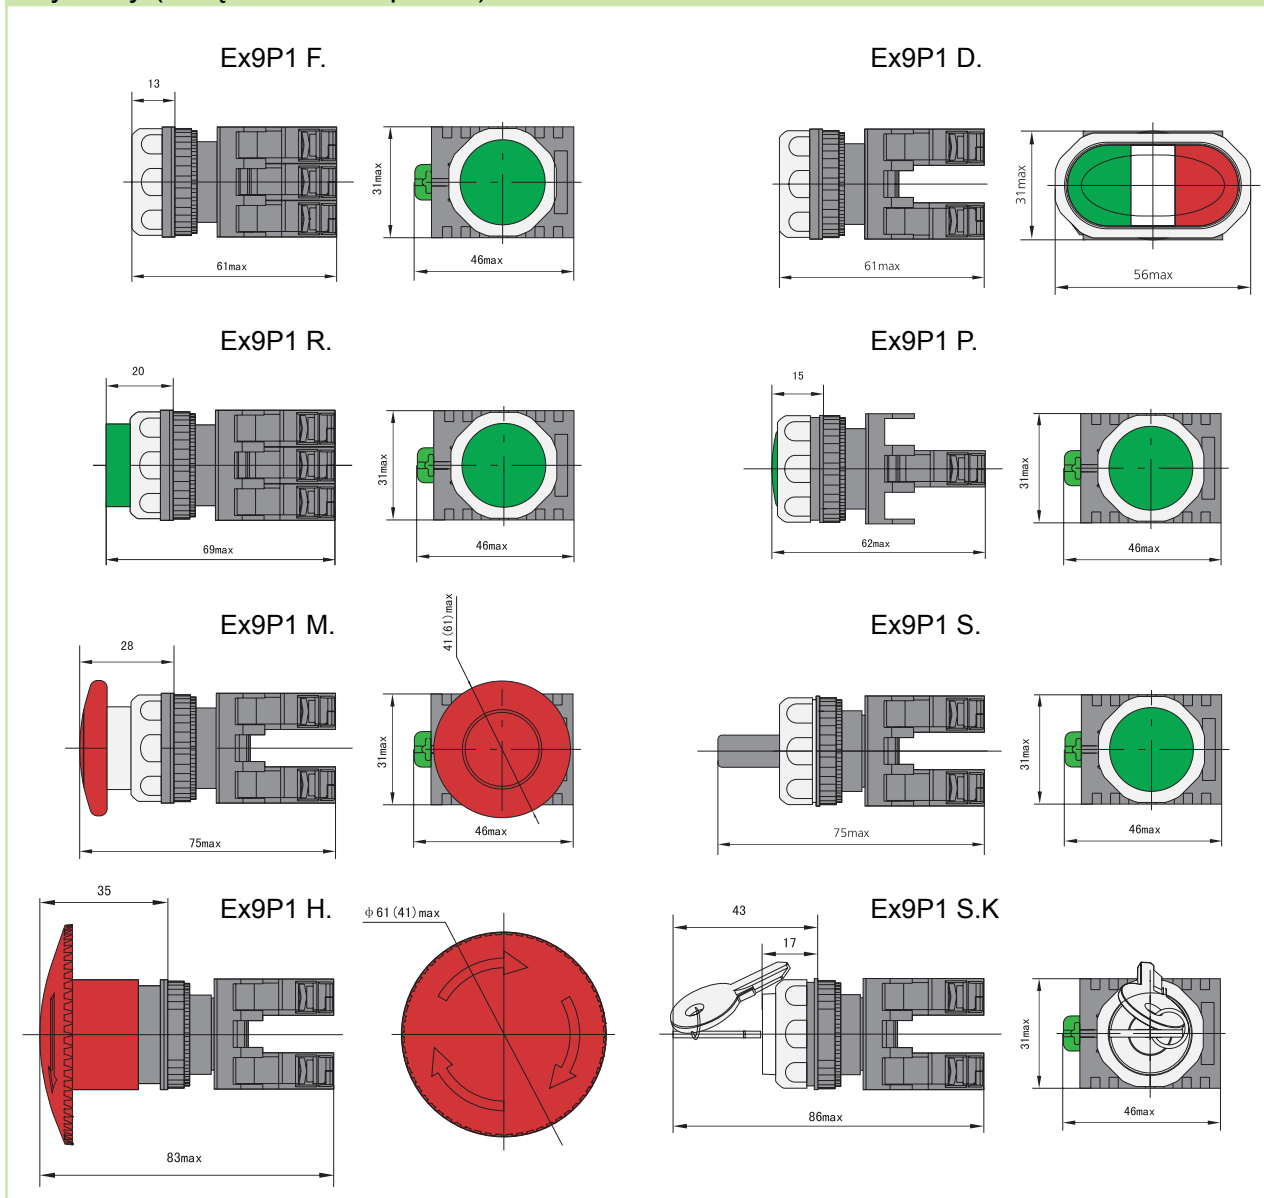 Ex9P1 F.
13
61max
31max
46max
Ex9P1 D.
61max
31max
56max
Ex9P1 R.
20
69max
31max
46max
Ex9P1 P.
15
62max
31max
46max
Ex9P1 M.
28
75max
31max
41(61)max
46max
Ex9P1 S.
75max
31max
46max
Ex9P1 H.
35
83max
ϕ61(41)max
Ex9P1 S.K
43
17
86max
31max
46max